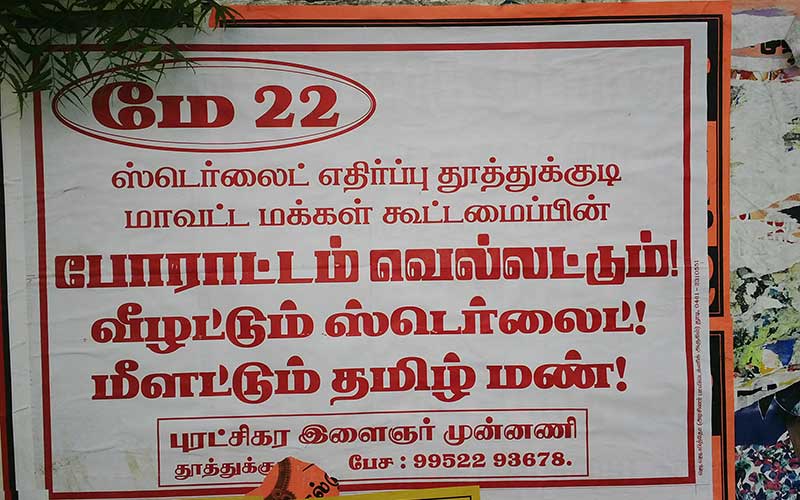 மே 22
ஸ்டெர்லைட் எதிர்ப்பு தூத்துக்குடி
மாவட்ட மக்கள் கூட்டமைப்பின்
போராட்டம் வெல்லட்டும்!
வீழட்டும் ஸ்டெர்லைட்!
மீளட்டும் தமிழ் மண்!
புரட்சிகர இளைஞர் முன்னணி
பேச : 99522 93678.